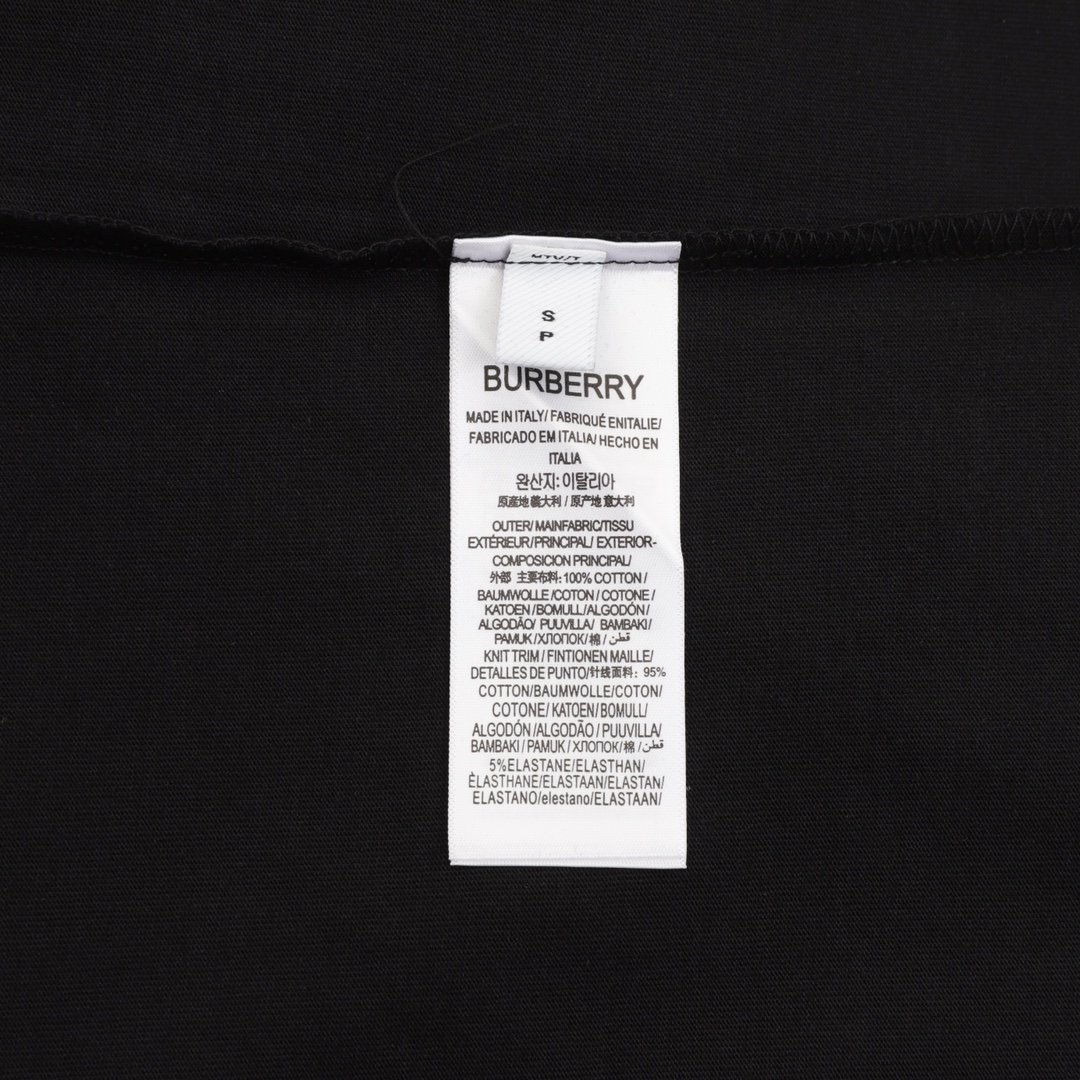 S
P
BURBERRY
MADE IN ITALY/ FABRIQUÉ ENITALIE/
FABRICADO EM ITALIA/ HECHO EN
ITALIA
완산지: 이탈리아
原産地義大利 / 原产地意大利
OUTER/ MAINFABRIC/TISSU
EXTÉRIEUR/PRINCIPAL/ EXTERIOR-
COMPOSICION PRINCIPAL/
外部 主要布料: 100% COTTON /
BAUMWOLLE /COTON / COTONE /
KATOEN /BOMULL/ALGODÓN/
ALGODÃO/ PUUVILLA/ BAMBAKI/
PAMUK/ХЛОПОК/棉/قطن/
KNIT TRIM / FINTIONEN MAILLE/
DETALLES DE PUNTO/针线面料: 95%
COTTON/BAUMWOLLE/COTON/
COTONE/ KATOEN/BOMULL/
ALGODÓN /ALGODÃO / PUUVILLA/
BAMBAKI / PAMUK / ХЛОПОК/棉/قطن/
5%ELASTANE/ELASTHAN/
ÉLASTHANE/ELASTAAN/ELASTAN/
ELASTANO/elestano/ELASTAAN/